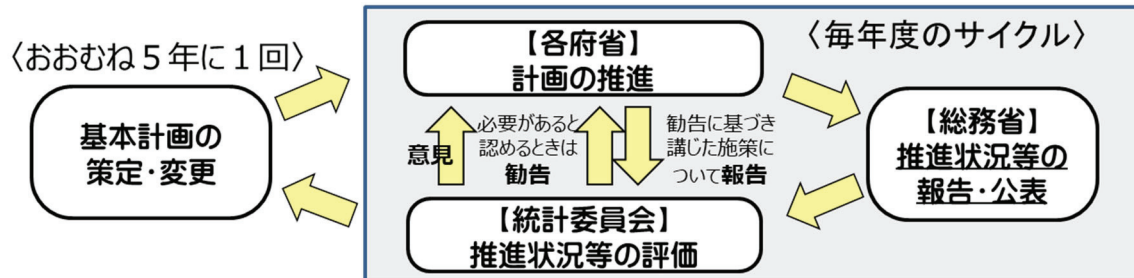 〈おおむね５年に１回〉
基本計画の
策定・変更
〈毎年度のサイクル〉
【各府省】
計画の推進
意見
必要があると
認めるときは
勧告
勧告に基づき
講じた施策に
ついて報告
【総務省】
推進状況等の
報告・公表
【統計委員会】
推進状況等の評価